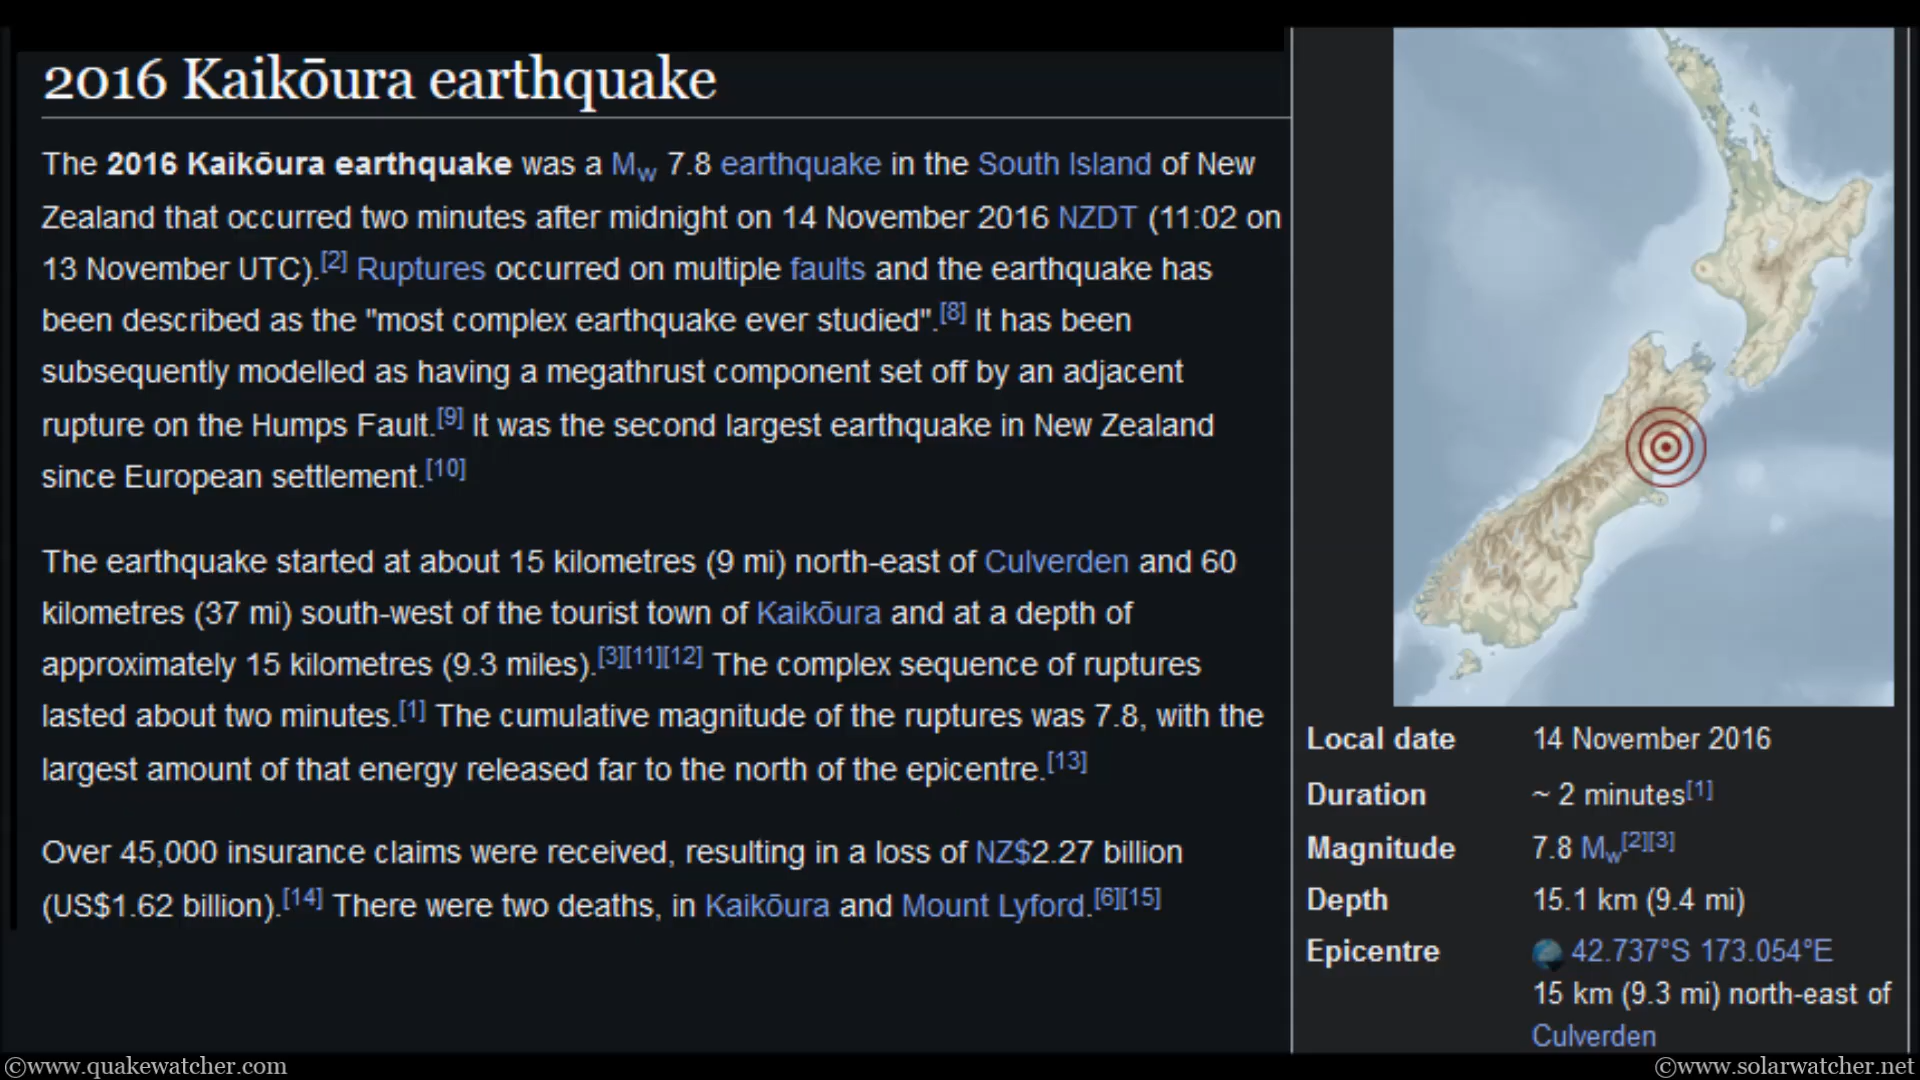 2016 Kaikōura earthquake
The 2016 Kaikōura earthquake was a Mw 7.8 earthquake in the South Island of New
Zealand that occurred two minutes after midnight on 14 November 2016 NZDT (11:02 on
13 November UTC).[2] Ruptures occurred on multiple faults and the earthquake has
been described as the "most complex earthquake ever studied".[8] It has been
subsequently modelled as having a megathrust component set off by an adjacent
rupture on the Humps Fault.[9] It was the second largest earthquake in New Zealand
since European settlement.[10]
The earthquake started at about 15 kilometres (9 mi) north-east of Culverden and 60
kilometres (37 mi) south-west of the tourist town of Kaikōura and at a depth of
approximately 15 kilometres (9.3 miles).[3][11][12] The complex sequence of ruptures
lasted about two minutes.[1] The cumulative magnitude of the ruptures was 7.8, with the
largest amount of that energy released far to the north of the epicentre.[13]
Over 45,000 insurance claims were received, resulting in a loss of NZ$2.27 billion
(US$1.62 billion).[14] There were two deaths, in Kaikōura and Mount Lyford.[6][15]
Local date 14 November 2016
Duration ~ 2 minutes[1]
Magnitude 7.8 Mw[2][3]
Depth 15.1 km (9.4 mi)
Epicentre 42.737°S 173.054°E
15 km (9.3 mi) north-east of
Culverden
©www.quakewatcher.com
©www.solarwatcher.net